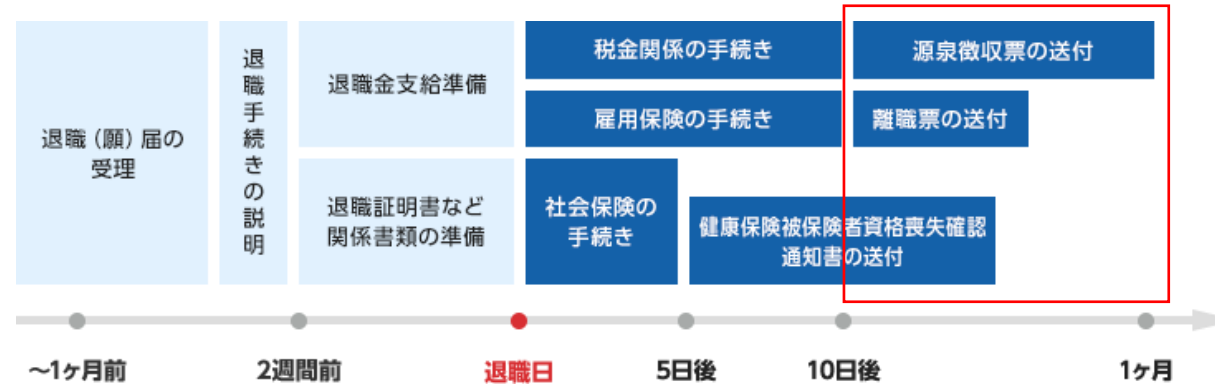 退職（願）届の
受理
退職手続きの説明
退職金支給準備
退職証明書など
関係書類の準備
税金関係の手続き
雇用保険の手続き
社会保険の
手続き
源泉徴収票の送付
離職票の送付
健康保険被保険者資格喪失確認
通知書の送付
〜1ヶ月前
2週間前
退職日
5日後
10日後
1ヶ月